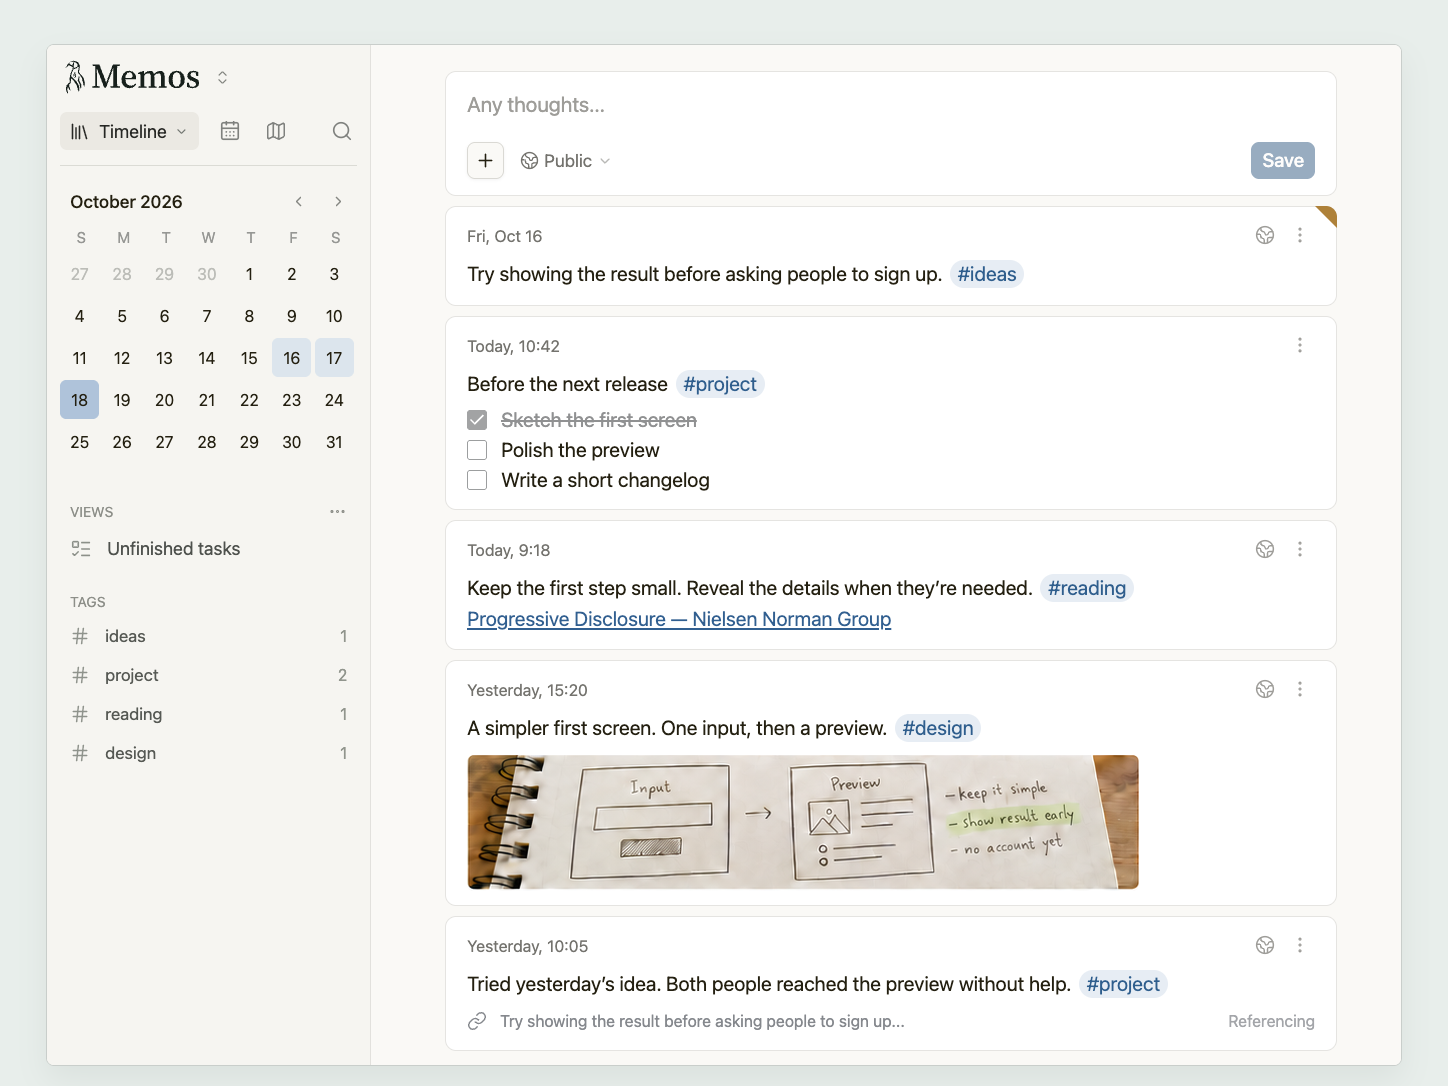 Memos
Timeline
October 2026
S M T W T F S
27 28 29 30 1 2 3
4 5 6 7 8 9 10
11 12 13 14 15 16 17
18 19 20 21 22 23 24
25 26 27 28 29 30 31
VIEWS
Unfinished tasks
TAGS
# ideas 1
# project 2
# reading 1
# design 1
Any thoughts...
Public
Save
Fri, Oct 16
Try showing the result before asking people to sign up. #ideas
Today, 10:42
Before the next release #project
Sketch the first screen
Polish the preview
Write a short changelog
Today, 9:18
Keep the first step small. Reveal the details when they’re needed. #reading
Progressive Disclosure — Nielsen Norman Group
Yesterday, 15:20
A simpler first screen. One input, then a preview. #design
Input
Preview
- keep it simple
- show result early
- no account yet
Yesterday, 10:05
Tried yesterday’s idea. Both people reached the preview without help. #project
Try showing the result before asking people to sign up... Referencing